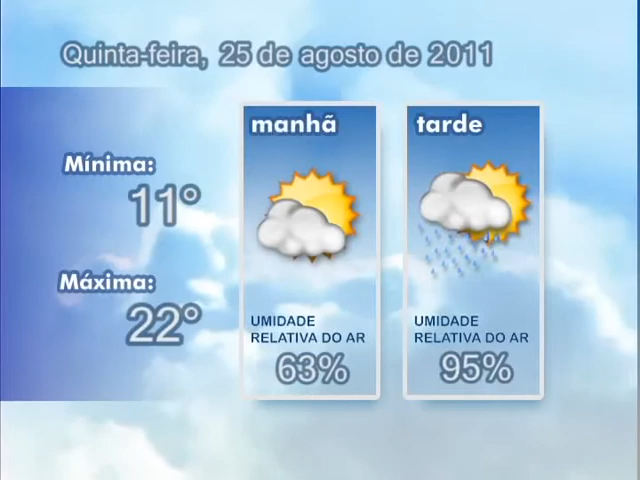 Quinta-feira, 25 de agosto de 2011
Mínima:
11°
Máxima:
22°
manhã
UMIDADE
RELATIVA DO AR
63%
tarde
UMIDADE
RELATIVA DO AR
95%